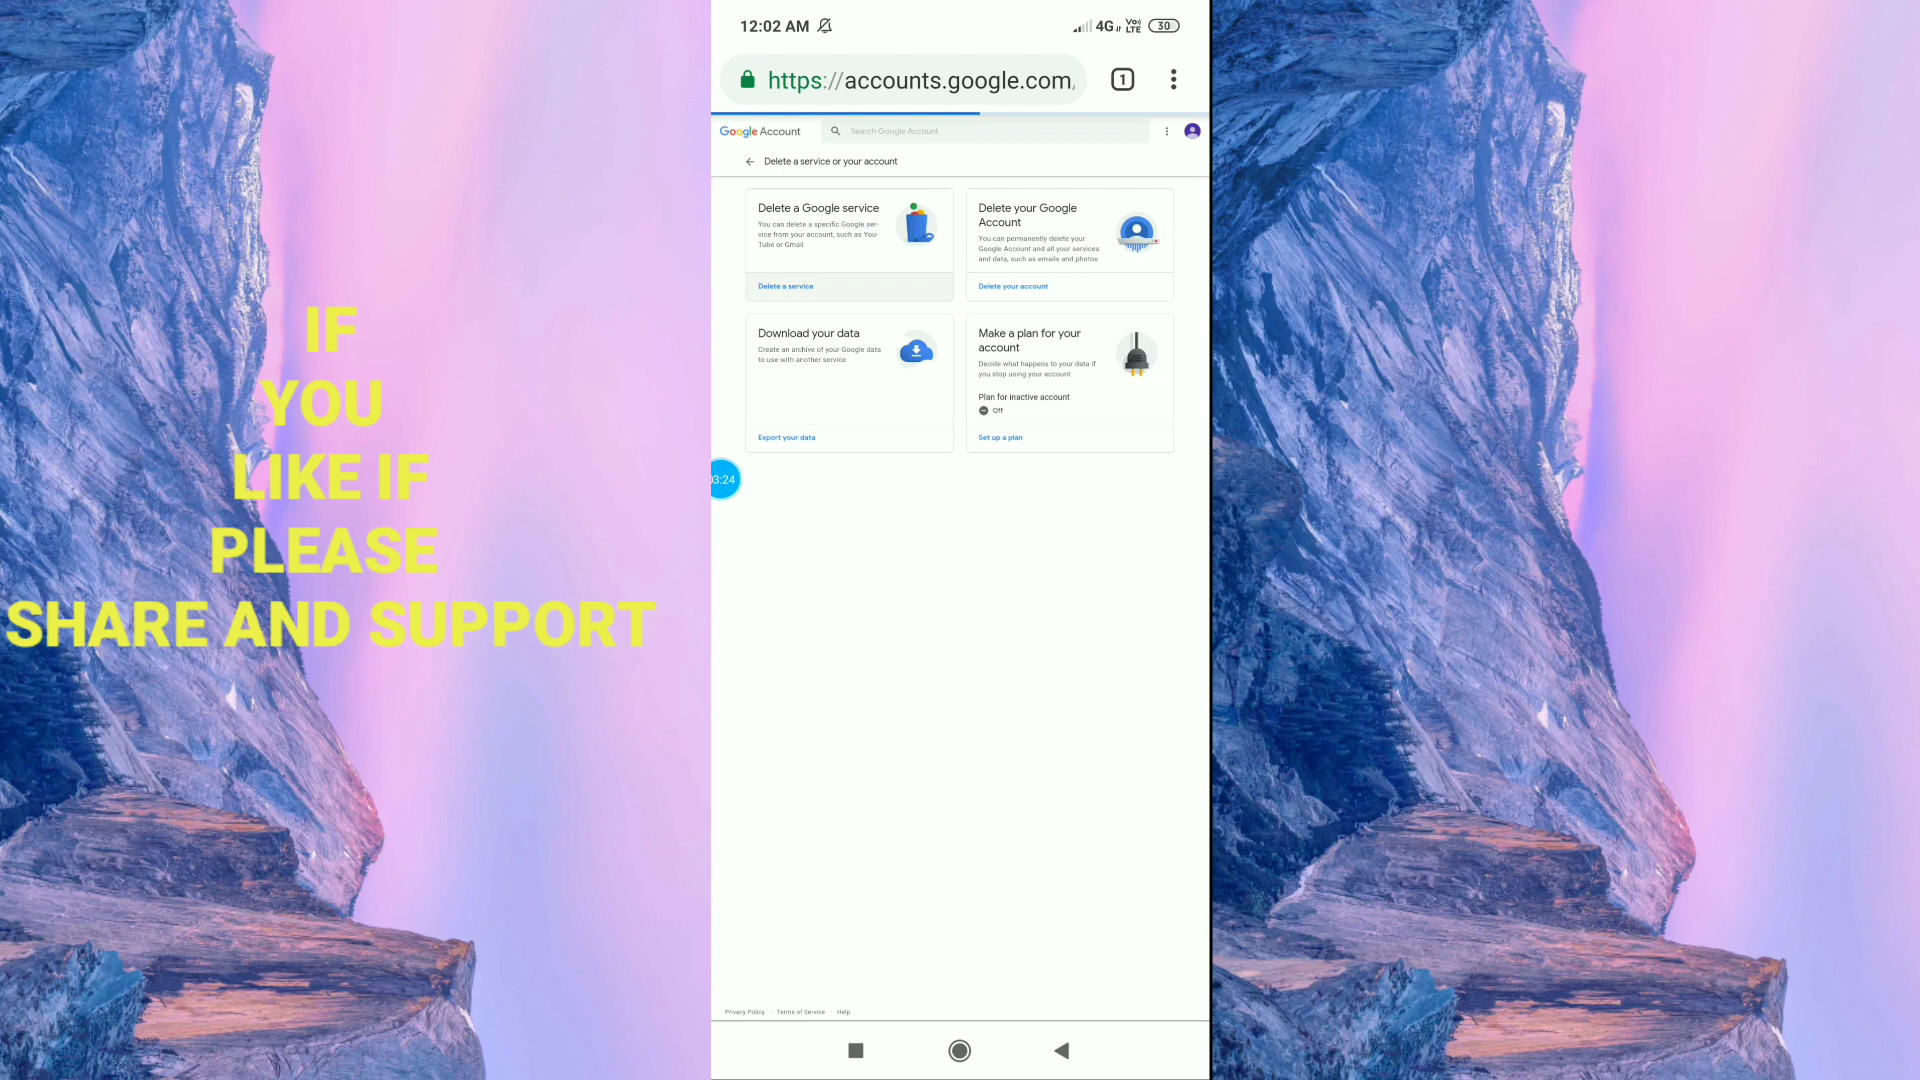 IF
YOU
LIKE IF
PLEASE
SHARE AND SUPPORT
12:02 AM
4G
Vo))
LTE
30
https://accounts.google.com
1
Google Account
Search Google Account
Delete a service or your account
Delete a Google service
You can delete a specific Google ser-
vice from your account, such as You-
Tube or Gmail
Delete a service
Delete your Google
Account
You can permanently delete your
Google Account and all your services
and data, such as emails and photos
Delete your account
Download your data
Create an archive of your Google data
to use with another service
Export your data
Make a plan for your
account
Decide what happens to your data if
you stop using your account
Plan for inactive account
Off
Set up a plan
03:24
Privacy Policy · Terms of Service · Help